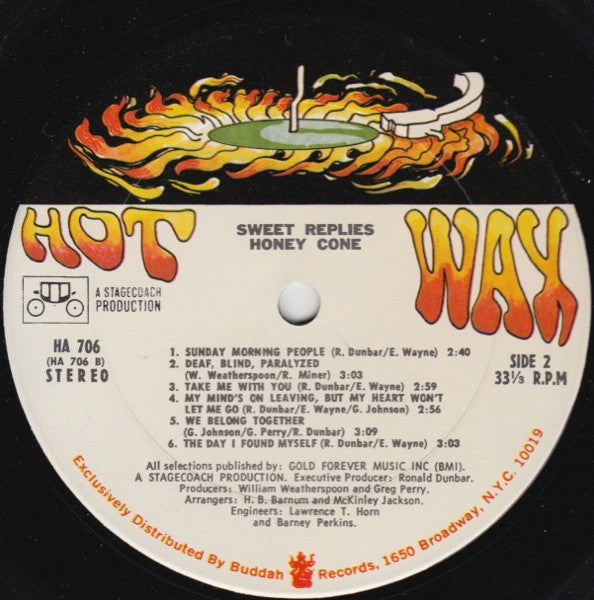 HOT WAX
SWEET REPLIES
HONEY CONE
A STAGECOACH
PRODUCTION
HA 706
(HA 706 B)
STEREO
SIDE 2
33⅓ R.P.M
1. SUNDAY MORNING PEOPLE (R. Dunbar/E. Wayne) 2:40
2. DEAF, BLIND, PARALYZED
(W. Weatherspoon/R. Miner) 3:03
3. TAKE ME WITH YOU (R. Dunbar/E. Wayne) 2:59
4. MY MIND'S ON LEAVING, BUT MY HEART WON'T
LET ME GO (R. Dunbar/E. Wayne/G. Johnson) 2:56
5. WE BELONG TOGETHER
(G. Johnson/G. Perry/R. Dunbar) 3:09
6. THE DAY I FOUND MYSELF (R. Dunbar/E. Wayne) 3:03
All selections published by: GOLD FOREVER MUSIC INC (BMI).
A STAGECOACH PRODUCTION. Executive Producer: Ronald Dunbar.
Producers: William Weatherspoon and Greg Perry.
Arrangers: H. B. Barnum and McKinley Jackson.
Engineers: Lawrence T. Horn
and Barney Perkins.
Exclusively Distributed By Buddah Records, 1650 Broadway, N.Y.C. 10019